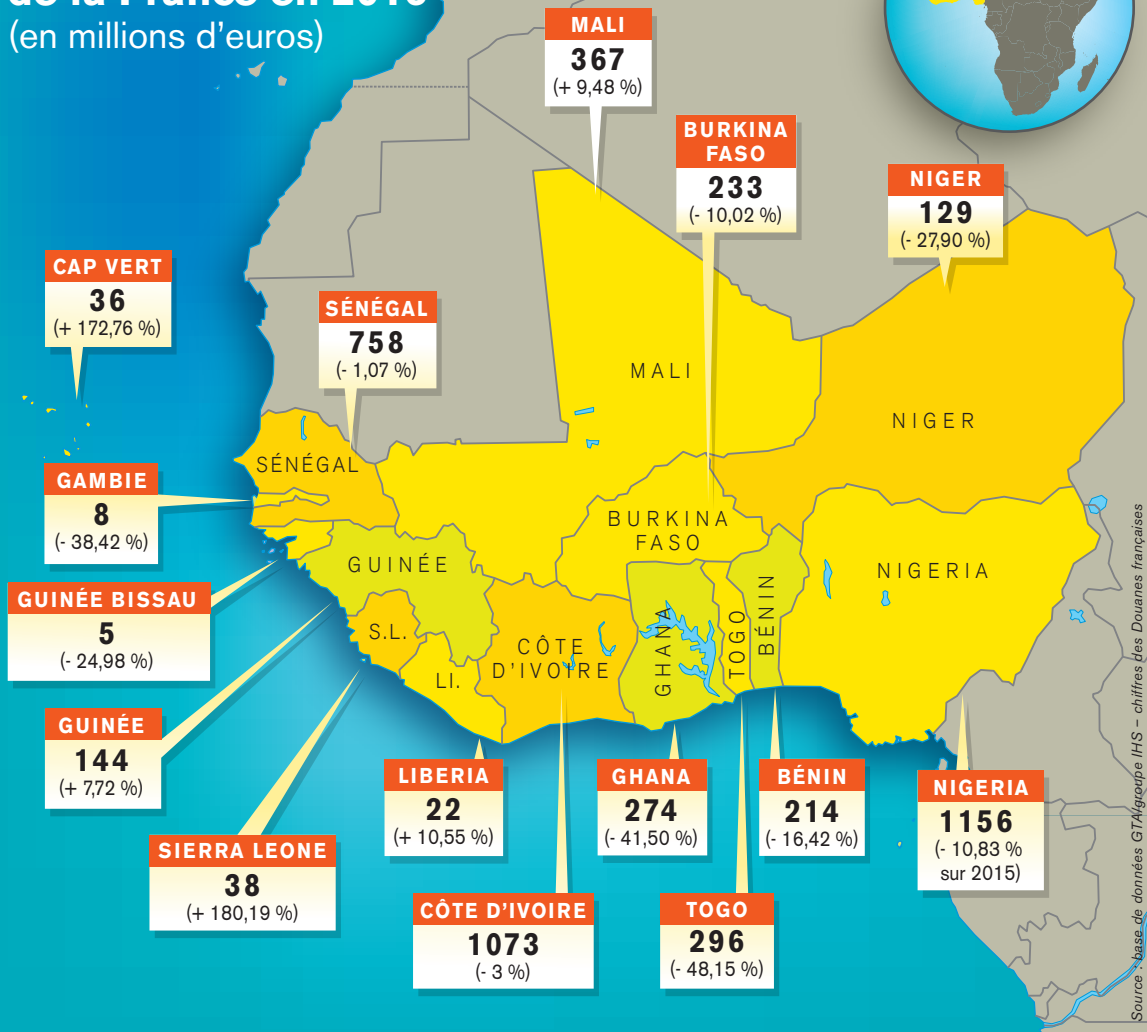 de la France en
(en millions d'euros)
MALI
367
(+ 9,48 %)
BURKINA
FASO
233
(- 10,02 %)
NIGER
129
(- 27,90 %)
CAP VERT
36
(+ 172,76 %)
SÉNÉGAL
758
(- 1,07 %)
MALI
NIGER
SÉNÉGAL
GAMBIE
8
(- 38,42 %)
BURKINA
FASO
GUINÉE
NIGERIA
GUINÉE BISSAU
5
(- 24,98 %)
S.L.
CÔTE
D'IVOIRE
LI.
GHANA
TOGO
BÉNIN
GUINÉE
144
(+ 7,72 %)
LIBERIA
22
(+ 10,55 %)
GHANA
274
(- 41,50 %)
BÉNIN
214
(- 16,42 %)
NIGERIA
1156
(- 10,83 %
sur 2015)
SIERRA LEONE
38
(+ 180,19 %)
CÔTE D'IVOIRE
1073
(- 3 %)
TOGO
296
(- 48,15 %)
Source : base de données GTA/groupe IHS – chiffres des Douanes françaises